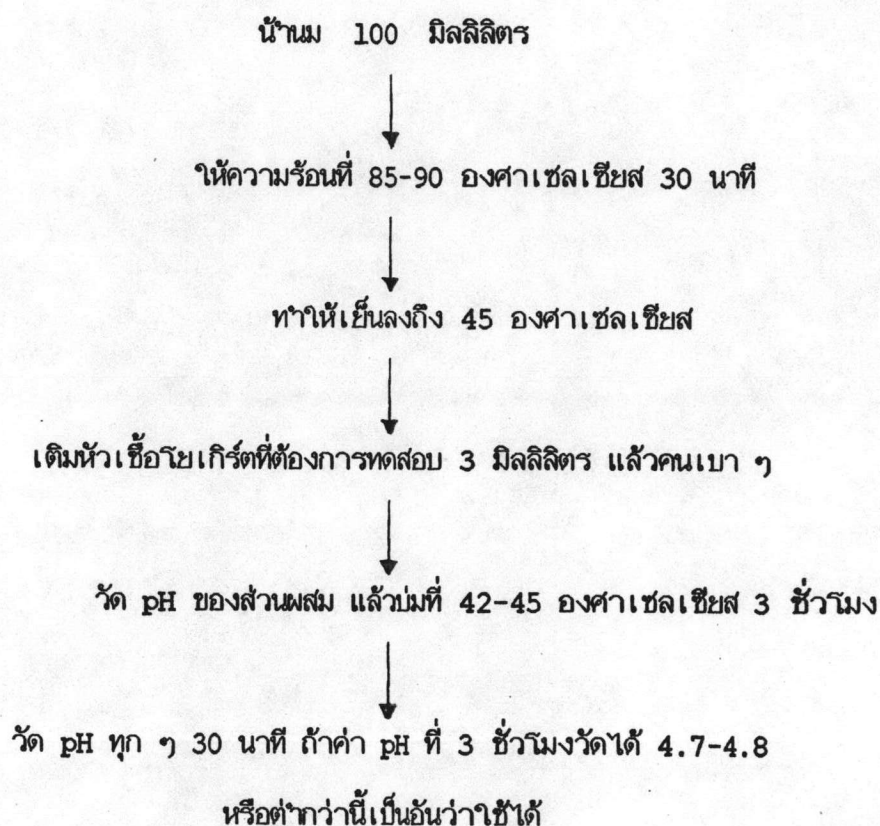 น้ำนม 100 มิลลิลิตร
ให้ความร้อนที่ 85-90 องศาเซลเซียส 30 นาที
ทำให้เย็นลงถึง 45 องศาเซลเซียส
เติมหัวเชื้อโยเกิร์ตที่ต้องการทดสอบ 3 มิลลิลิตร แล้วคนเบา ๆ
วัด pH ของส่วนผสม แล้วบ่มที่ 42-45 องศาเซลเซียส 3 ชั่วโมง
วัด pH ทุก ๆ 30 นาที ถ้าค่า pH ที่ 3 ชั่วโมงวัดได้ 4.7-4.8
หรือต่ำกว่านี้เป็นอันว่าใช้ได้